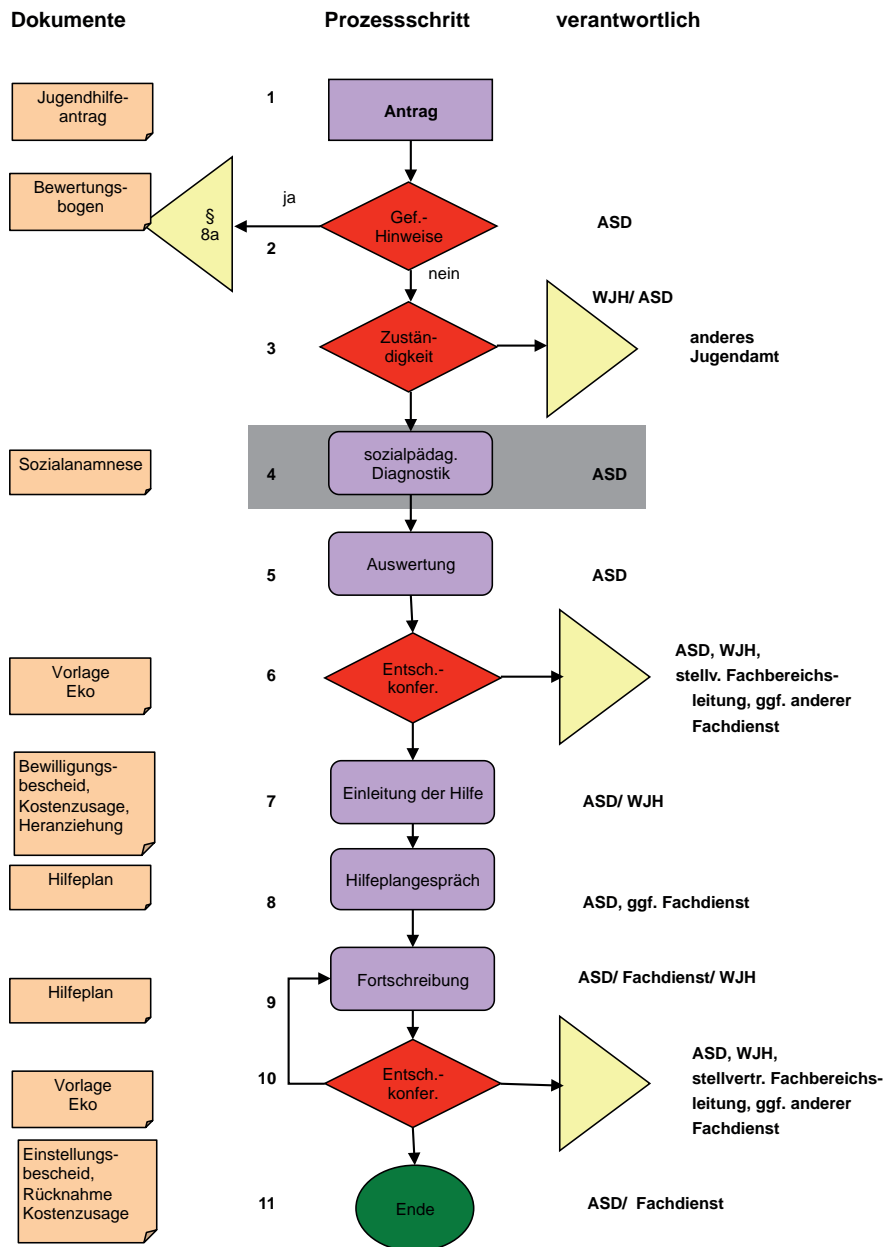 Dokumente Prozessschritt verantwortlich
Jugendhilfe-
antrag
1
Antrag
Bewertungs-
bogen
§
8a
ja
2
Gef.-
Hinweise
ASD
nein
WJH/ ASD
3
Zustän-
digkeit
anderes
Jugendamt
Sozialanamnese
4
sozialpädag.
Diagnostik
ASD
5
Auswertung
ASD
Vorlage
Eko
6
Entsch.-
konfer.
ASD, WJH,
stellv. Fachbereichs-
leitung, ggf. anderer
Fachdienst
Bewilligungs-
bescheid,
Kostenzusage,
Heranziehung
7
Einleitung der Hilfe
ASD/ WJH
Hilfeplan
8
Hilfeplangespräch
ASD, ggf. Fachdienst
Hilfeplan
9
Fortschreibung
ASD/ Fachdienst/ WJH
Vorlage
Eko
10
Entsch.-
konfer.
ASD, WJH,
stellvertr. Fachbereichs-
leitung, ggf. anderer
Fachdienst
Einstellungs-
bescheid,
Rücknahme
Kostenzusage
11
Ende
ASD/ Fachdienst